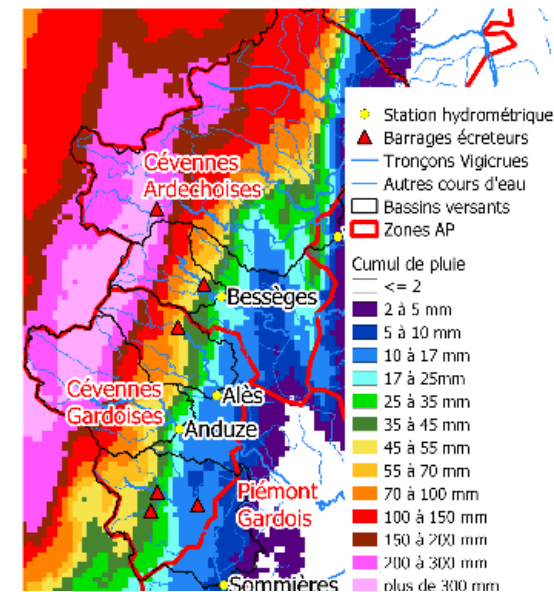 Station hydrométrique
Barrages écreteurs
Tronçons Vigicrues
Autres cours d'eau
Bassins versants
Zones AP
Cumul de pluie
<= 2
2 à 5 mm
5 à 10 mm
10 à 17 mm
17 à 25mm
25 à 35 mm
35 à 45 mm
45 à 55 mm
55 à 70 mm
70 à 100 mm
100 à 150 mm
150 à 200 mm
200 à 300 mm
plus de 300 mm
Cévennes
Ardechoises
Bessèges
Cévennes
Gardoises
Alès
Anduze
Piémont
Gardois
Sommières